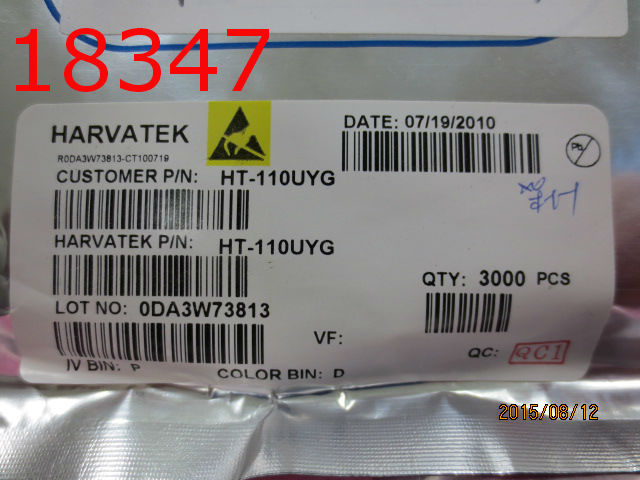 18347
HARVATEK
DATE: 07/19/2010
R0DA3W73813-CT100719
Pb
CUSTOMER P/N: HT-110UYG
HARVATEK P/N: HT-110UYG
QTY: 3000 PCS
LOT NO: 0DA3W73813
VF:
QC: QC1
IV BIN: P
COLOR BIN: D
2015/08/12